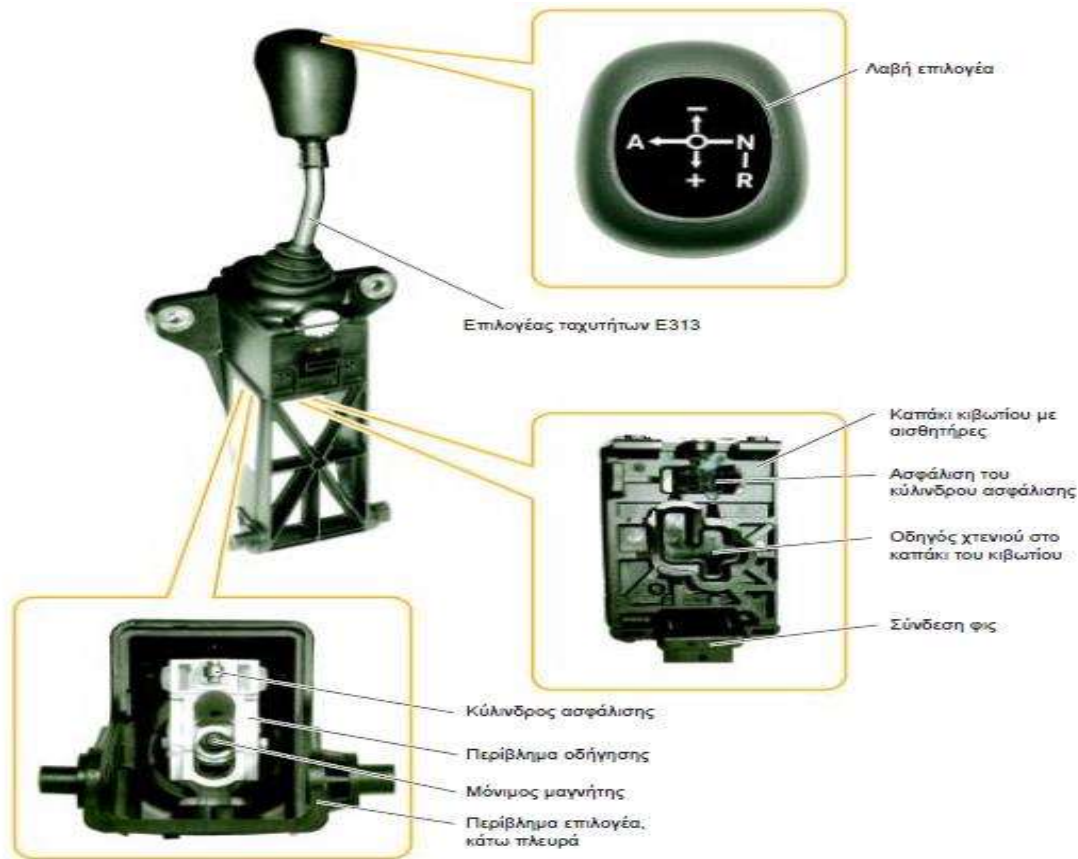 Λαβή επιλογέα
−
A N
+ R
Επιλογέας ταχυτήτων E313
Καπάκι κιβωτίου με
αισθητήρες
Ασφάλιση του
κύλινδρου ασφάλισης
Οδηγός χτενιού στο
καπάκι του κιβωτίου
Σύνδεση φις
Κύλινδρος ασφάλισης
Περίβλημα οδήγησης
Μόνιμος μαγνήτης
Περίβλημα επιλογέα,
κάτω πλευρά